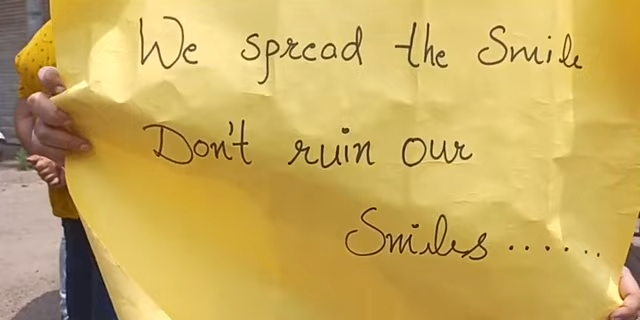 We spread the Smile
Don't ruin our
Smiles......